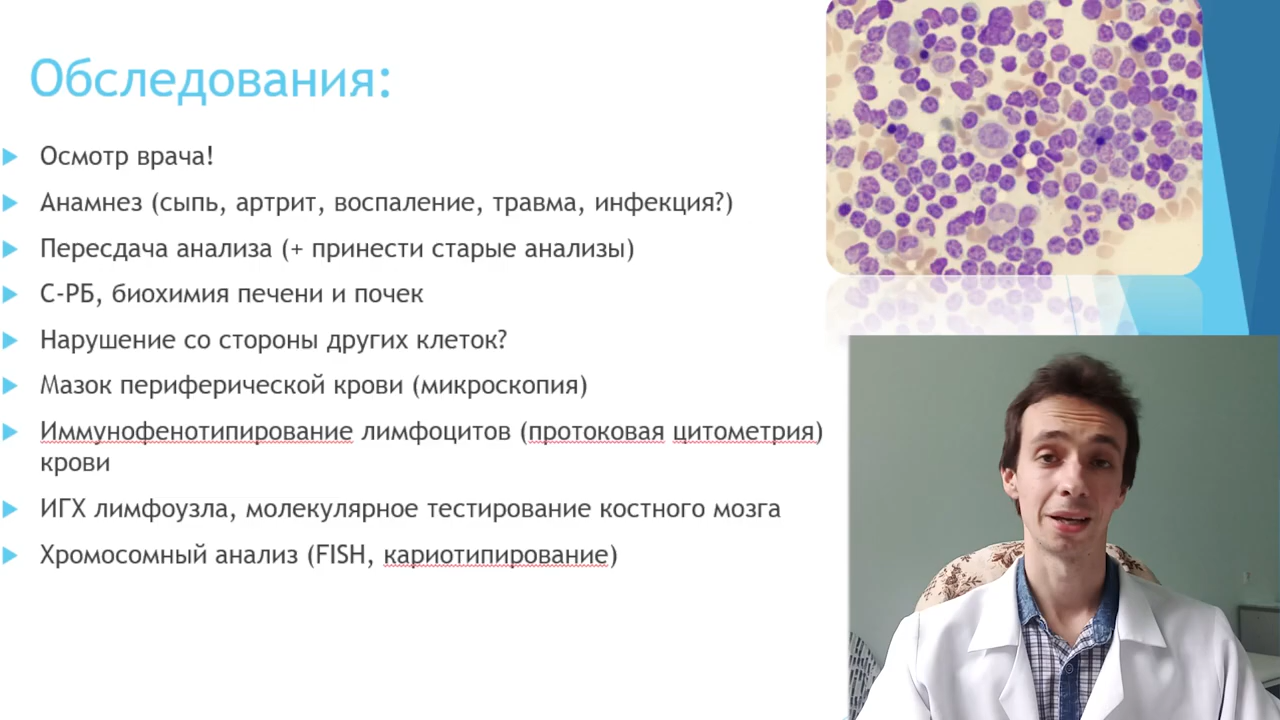 Обследования:
Осмотр врача!
Анамнез (сыпь, артрит, воспаление, травма, инфекция?)
Пересдача анализа (+ принести старые анализы)
С-РБ, биохимия печени и почек
Нарушение со стороны других клеток?
Мазок периферической крови (микроскопия)
Иммунофенотипирование лимфоцитов (протоковая цитометрия)
крови
ИГХ лимфоузла, молекулярное тестирование костного мозга
Хромосомный анализ (FISH, кариотипирование)